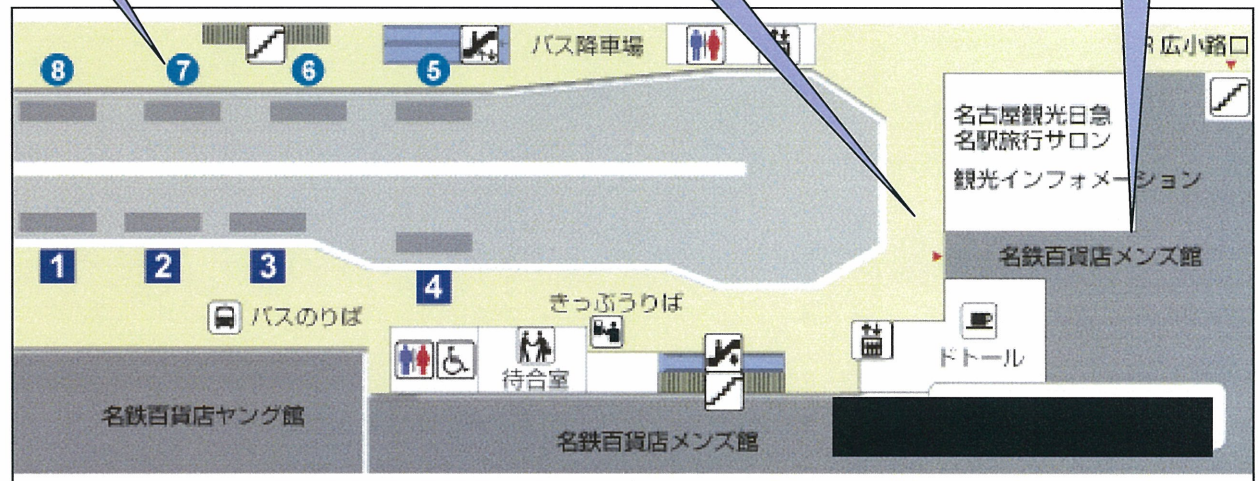 8
7
6
5
バス降車場
R 広小路口
名古屋観光日急
名駅旅行サロン
観光インフォメーション
1
2
3
4
名鉄百貨店メンズ館
バスのりば
きっぷうりば
待合室
ドトール
名鉄百貨店ヤング館
名鉄百貨店メンズ館